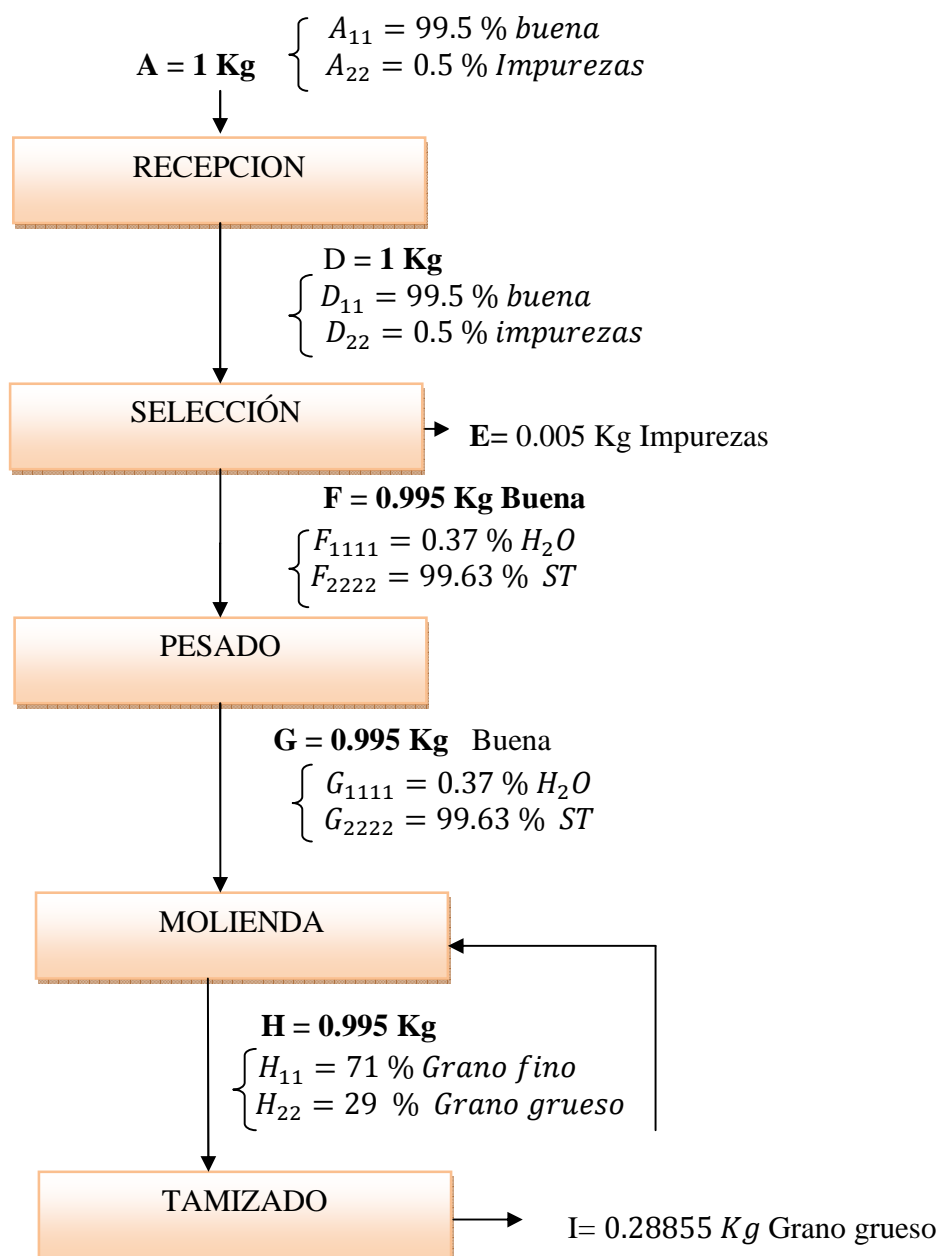 A = 1 Kg
A₁₁ = 99.5 % buena
A₂₂ = 0.5 % Impurezas
RECEPCION
D = 1 Kg
D₁₁ = 99.5 % buena
D₂₂ = 0.5 % impurezas
SELECCIÓN
E= 0.005 Kg Impurezas
F = 0.995 Kg Buena
F₁₁₁₁ = 0.37 % H₂O
F₂₂₂₂ = 99.63 % ST
PESADO
G = 0.995 Kg Buena
G₁₁₁₁ = 0.37 % H₂O
G₂₂₂₂ = 99.63 % ST
MOLIENDA
H = 0.995 Kg
H₁₁ = 71 % Grano fino
H₂₂ = 29 % Grano grueso
TAMIZADO
I= 0.28855 Kg Grano grueso